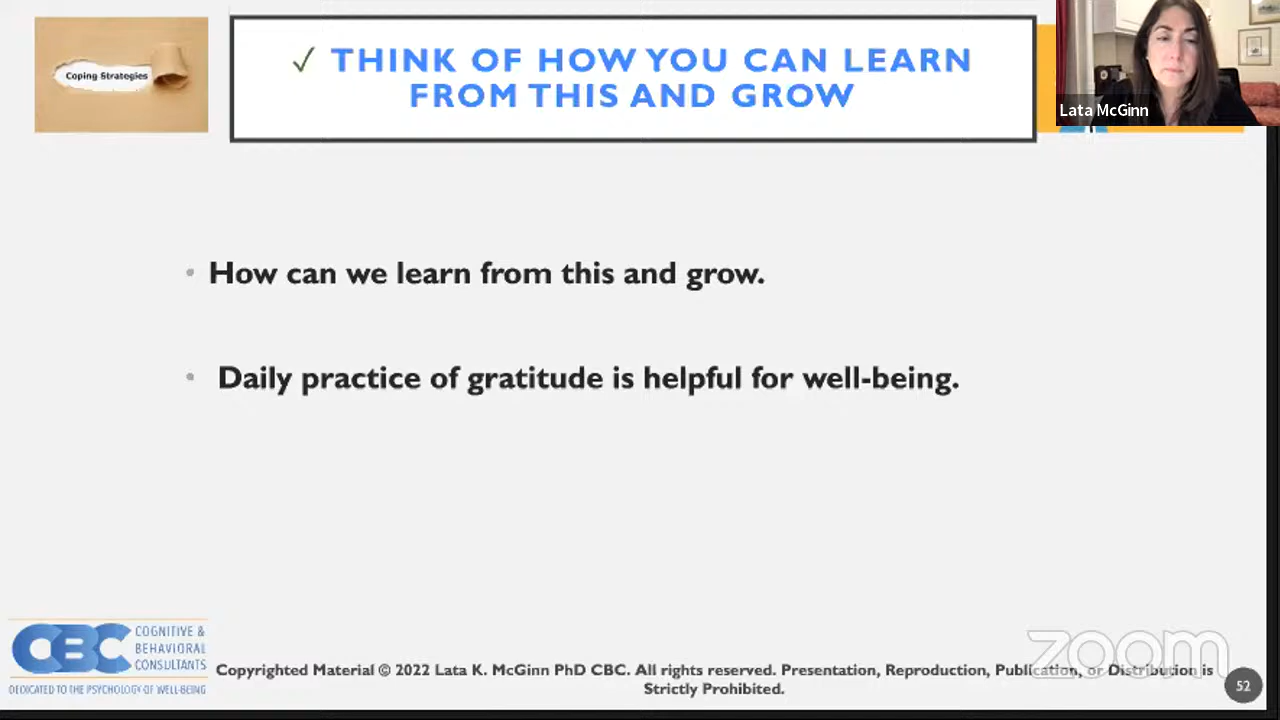 Coping Strategies
✓ THINK OF HOW YOU CAN LEARN
FROM THIS AND GROW
Lata McGinn
• How can we learn from this and grow.
• Daily practice of gratitude is helpful for well-being.
CBC COGNITIVE &
BEHAVIORAL
CONSULTANTS
DEDICATED TO THE PSYCHOLOGY OF WELL-BEING
Copyrighted Material © 2022 Lata K. McGinn PhD CBC. All rights reserved. Presentation, Reproduction, Publication, or Distribution is
Strictly Prohibited.
zoom
52